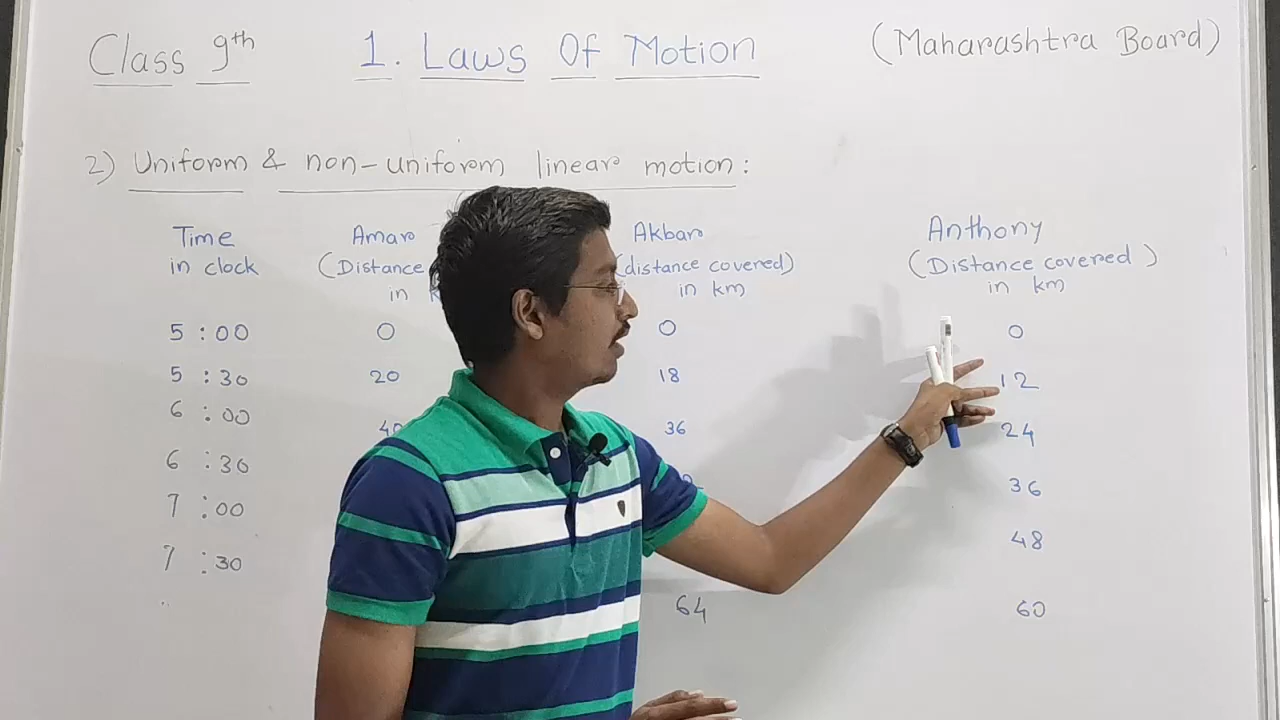 Class 9th 1. Laws Of Motion (Maharashtra Board)
2) Uniform & non-uniform linear motion:
Time Amar Akbar Anthony
in clock (Distance (distance covered) (Distance covered)
in in km in km
5:00 0 0 0
5:30 20 18 12
6:00 40 36 24
6:30 36
7:00 48
7:30
64 60